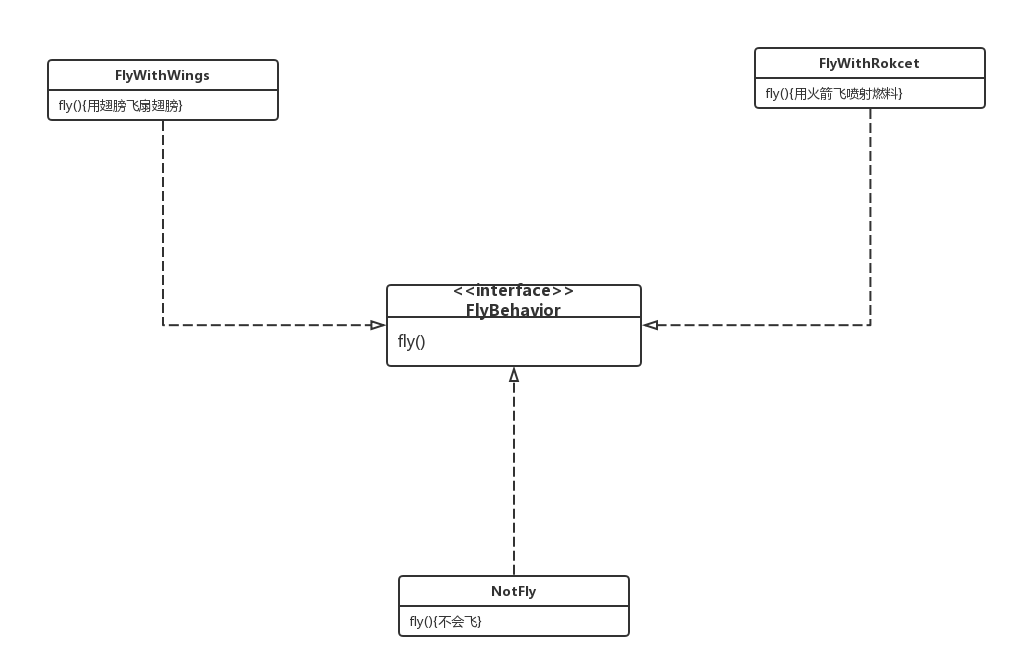 FlyWithWings
fly(){用翅膀飞扇翅膀}
FlyWithRokcet
fly(){用火箭飞喷射燃料}
<<interface>>
FlyBehavior
fly()
NotFly
fly(){不会飞}